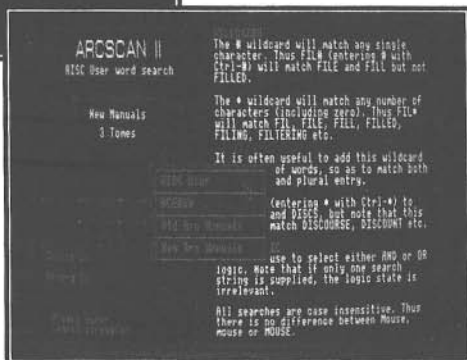 ARCSCAN II
RISC User word search
New Manuals
3 Tomes
The # wildcard will match any single
character. Thus FIL# (entering # with
Ctrl-#) will match FILE and FILL but not
FILLED.
The * wildcard will match any number of
characters (including zero). Thus FIL*
will match FIL, FILE, FILL, FILLED,
FILING, FILTERING etc.
It is often useful to add this wildcard
of words, so as to match both
and plural entry.
(entering * with Ctrl-*) to
and DISCS, but note that this
match DISCOURSE, DISCOUNT etc.
RISC User
Old Arc Manuals
New Arc Manuals
use to select either AND or OR
logic. Note that if only one search
string is supplied, the logic state is
irrelevant.
All searches are case insensitive. Thus
there is no difference between Mouse,
mouse or MOUSE.